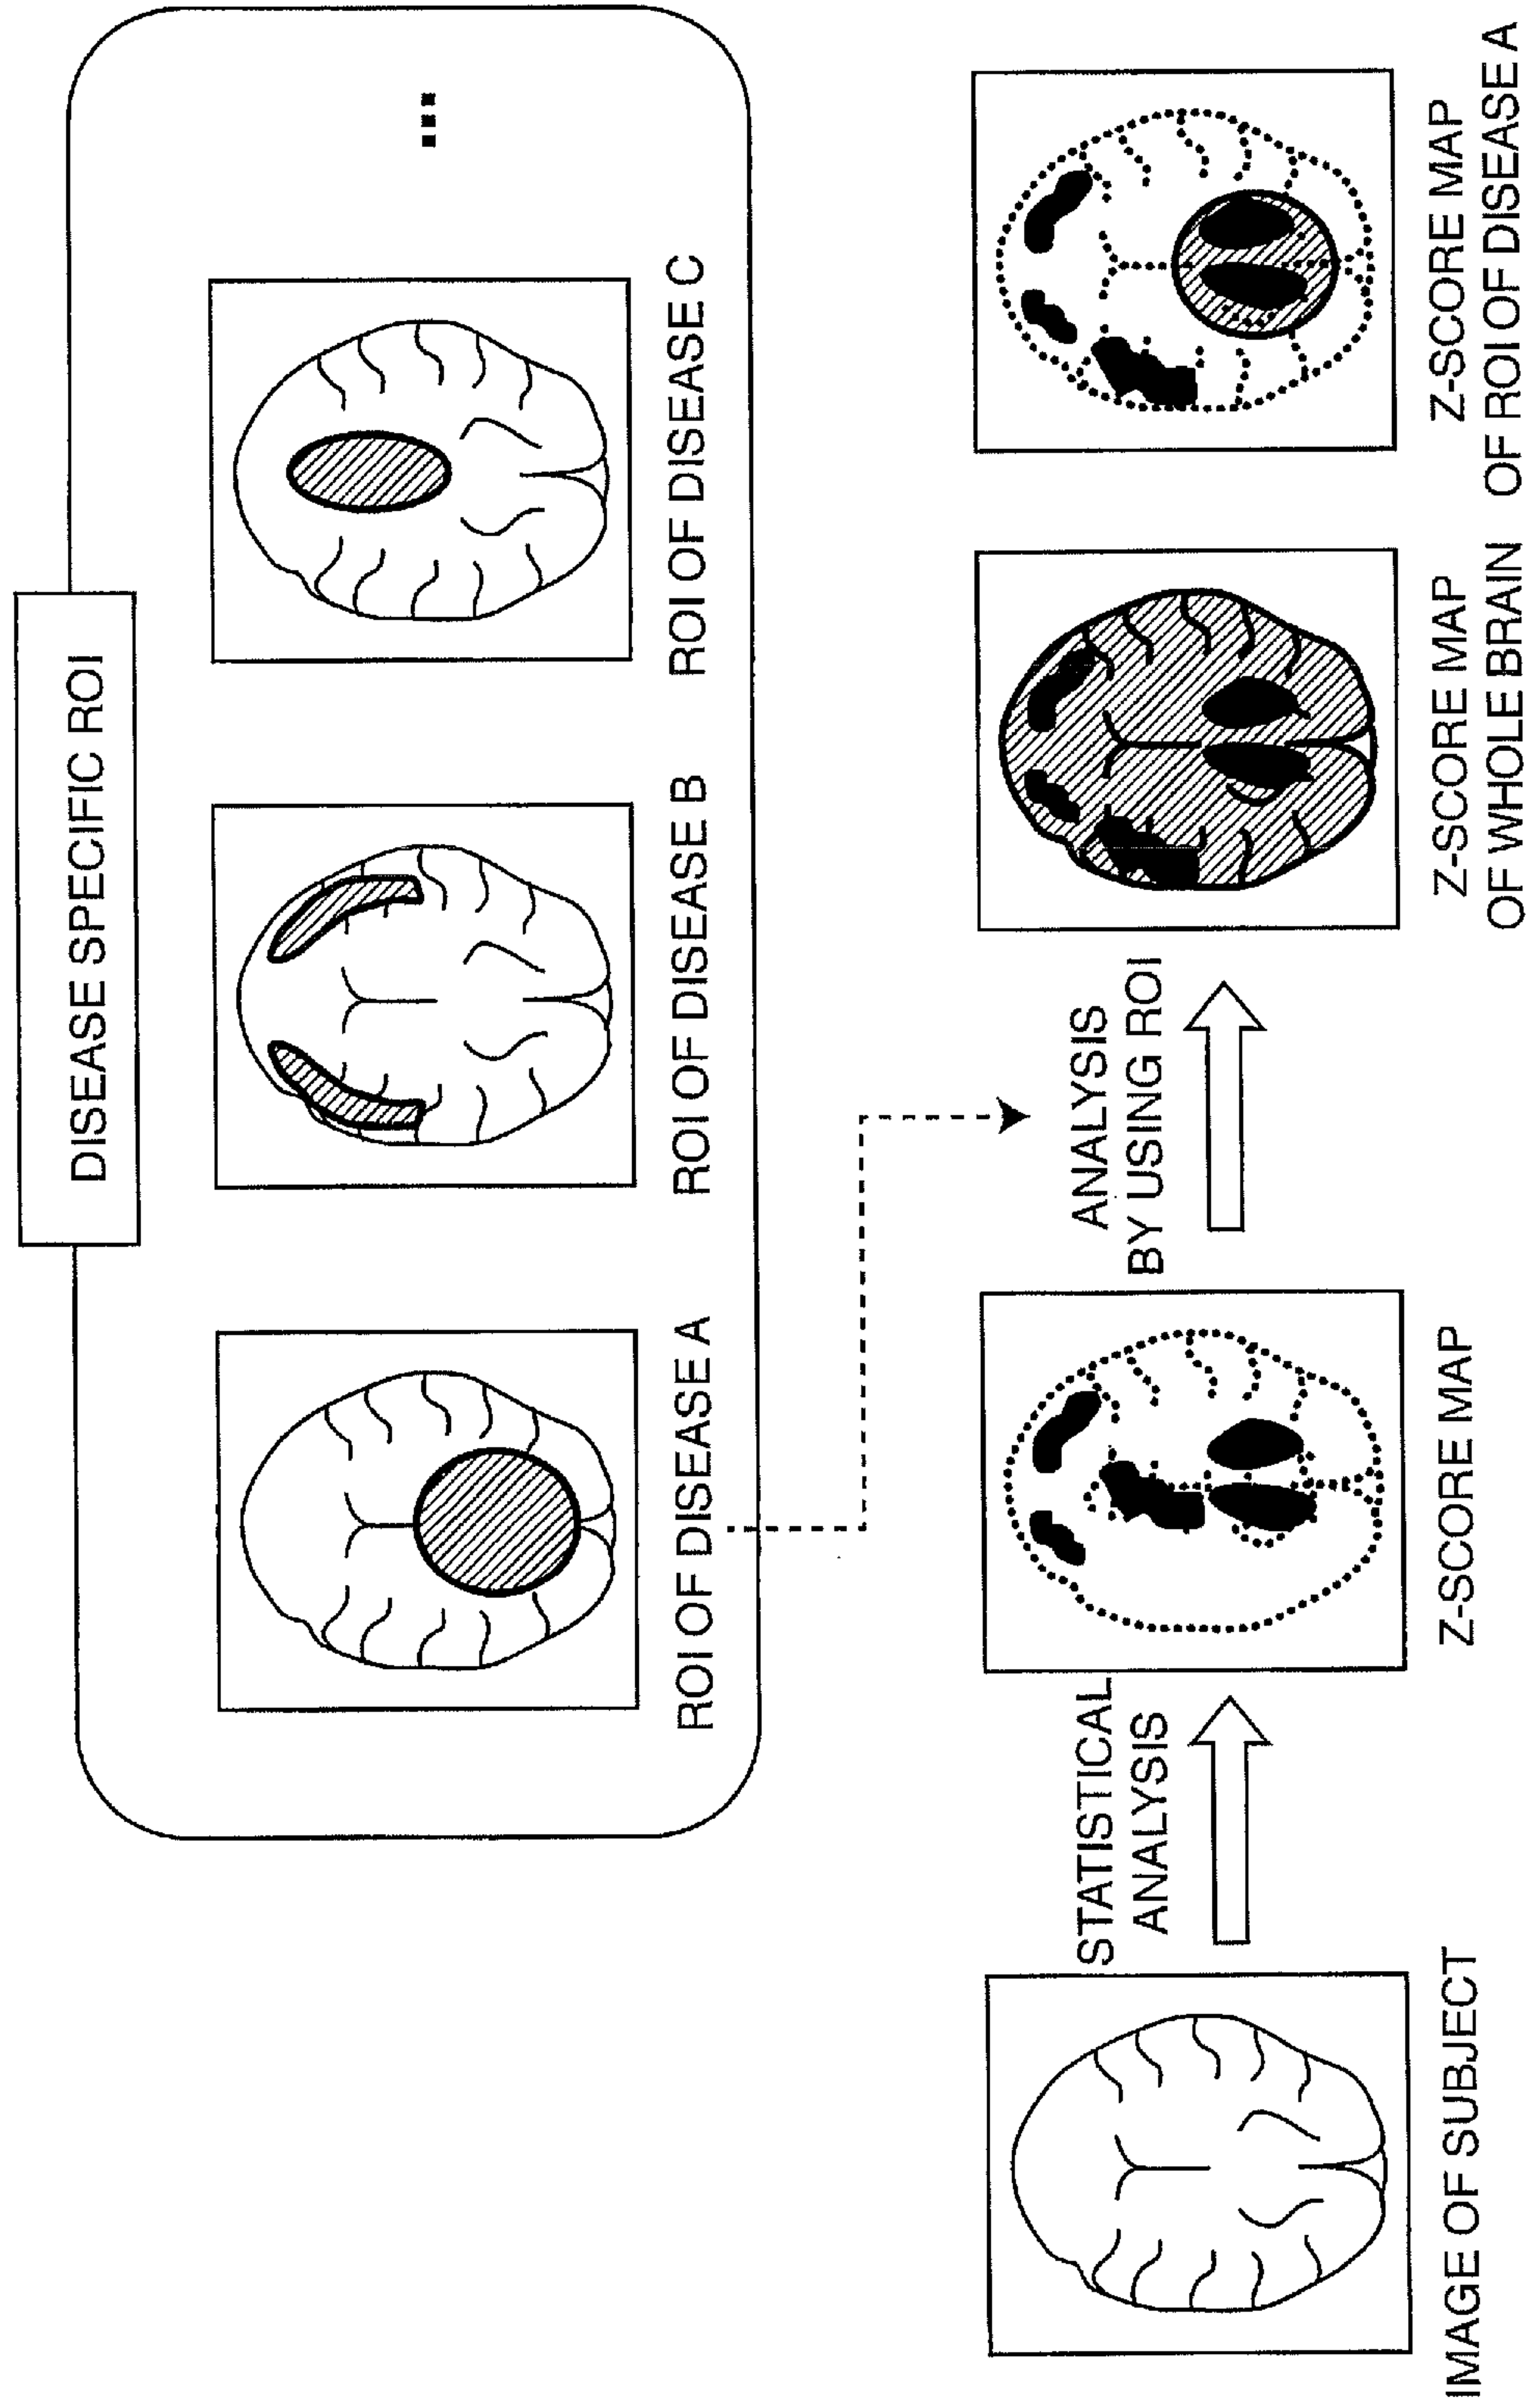 DISEASE SPECIFIC ROI
ROI OF DISEASE A
ROI OF DISEASE B
ROI OF DISEASE C
...
STATISTICAL
ANALYSIS
ANALYSIS
BY USING ROI
IMAGE OF SUBJECT
Z-SCORE MAP
Z-SCORE MAP
OF WHOLE BRAIN
Z-SCORE MAP
OF ROI OF DISEASE A